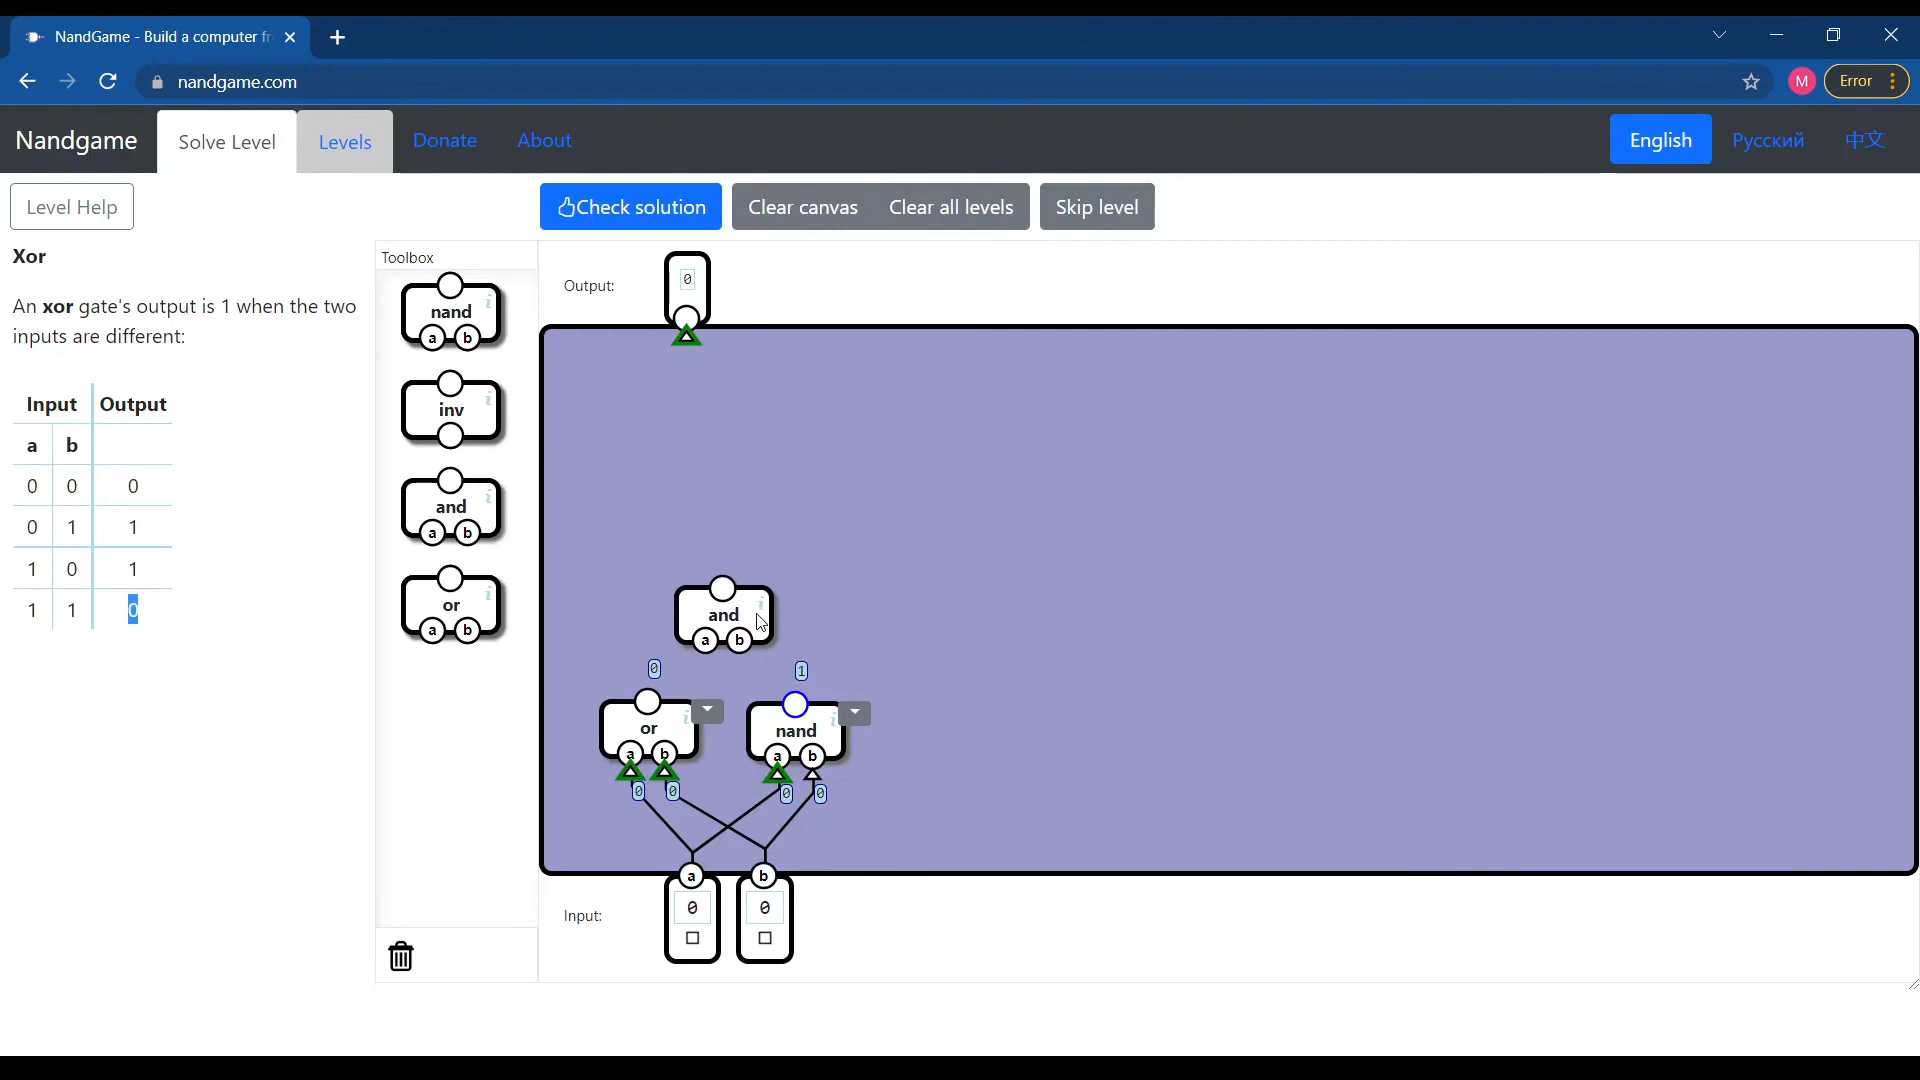 NandGame - Build a computer fr
nandgame.com
M
Error
Nandgame
Solve Level
Levels
Donate
About
English
Русский
中文
Level Help
Check solution
Clear canvas
Clear all levels
Skip level
Xor
An xor gate's output is 1 when the two
inputs are different:
Input Output
a b
0 0 0
0 1 1
1 0 1
1 1 0
Toolbox
nand
a b
inv
and
a b
or
a b
Output:
0
and
a b
0 1
or
a b
nand
a b
0 0 0 0
a b
Input:
0 0